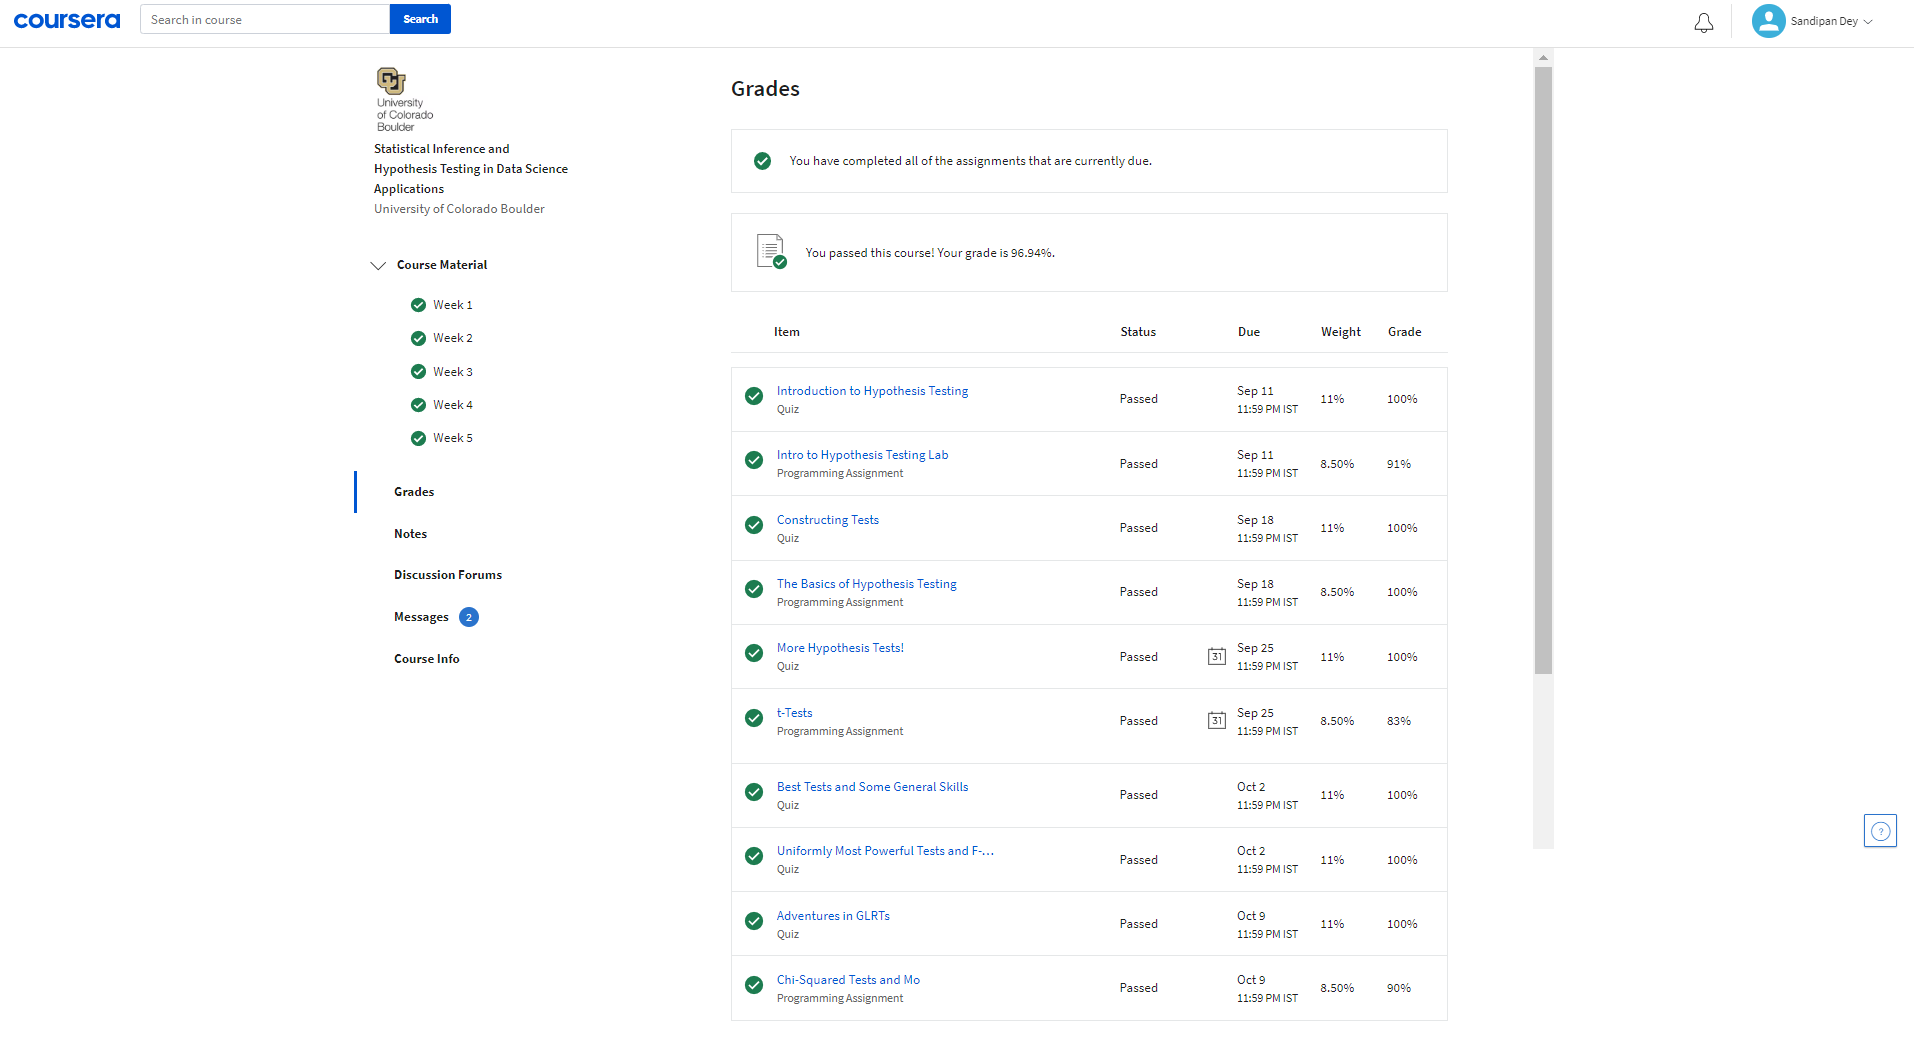 coursera
Search in course
Search
Sandipan Dey
University
of Colorado
Boulder
Statistical Inference and
Hypothesis Testing in Data Science
Applications
University of Colorado Boulder
Course Material
Week 1
Week 2
Week 3
Week 4
Week 5
Grades
Notes
Discussion Forums
Messages 2
Course Info
Grades
You have completed all of the assignments that are currently due.
You passed this course! Your grade is 96.94%.
Item Status Due Weight Grade
Introduction to Hypothesis Testing
Quiz
Passed
Sep 11
11:59 PM IST
11%
100%
Intro to Hypothesis Testing Lab
Programming Assignment
Passed
Sep 11
11:59 PM IST
8.50%
91%
Constructing Tests
Quiz
Passed
Sep 18
11:59 PM IST
11%
100%
The Basics of Hypothesis Testing
Programming Assignment
Passed
Sep 18
11:59 PM IST
8.50%
100%
More Hypothesis Tests!
Quiz
Passed
31
Sep 25
11:59 PM IST
11%
100%
t-Tests
Programming Assignment
Passed
31
Sep 25
11:59 PM IST
8.50%
83%
Best Tests and Some General Skills
Quiz
Passed
Oct 2
11:59 PM IST
11%
100%
Uniformly Most Powerful Tests and F-…
Quiz
Passed
Oct 2
11:59 PM IST
11%
100%
Adventures in GLRTs
Quiz
Passed
Oct 9
11:59 PM IST
11%
100%
Chi-Squared Tests and Mo
Programming Assignment
Passed
Oct 9
11:59 PM IST
8.50%
90%
?